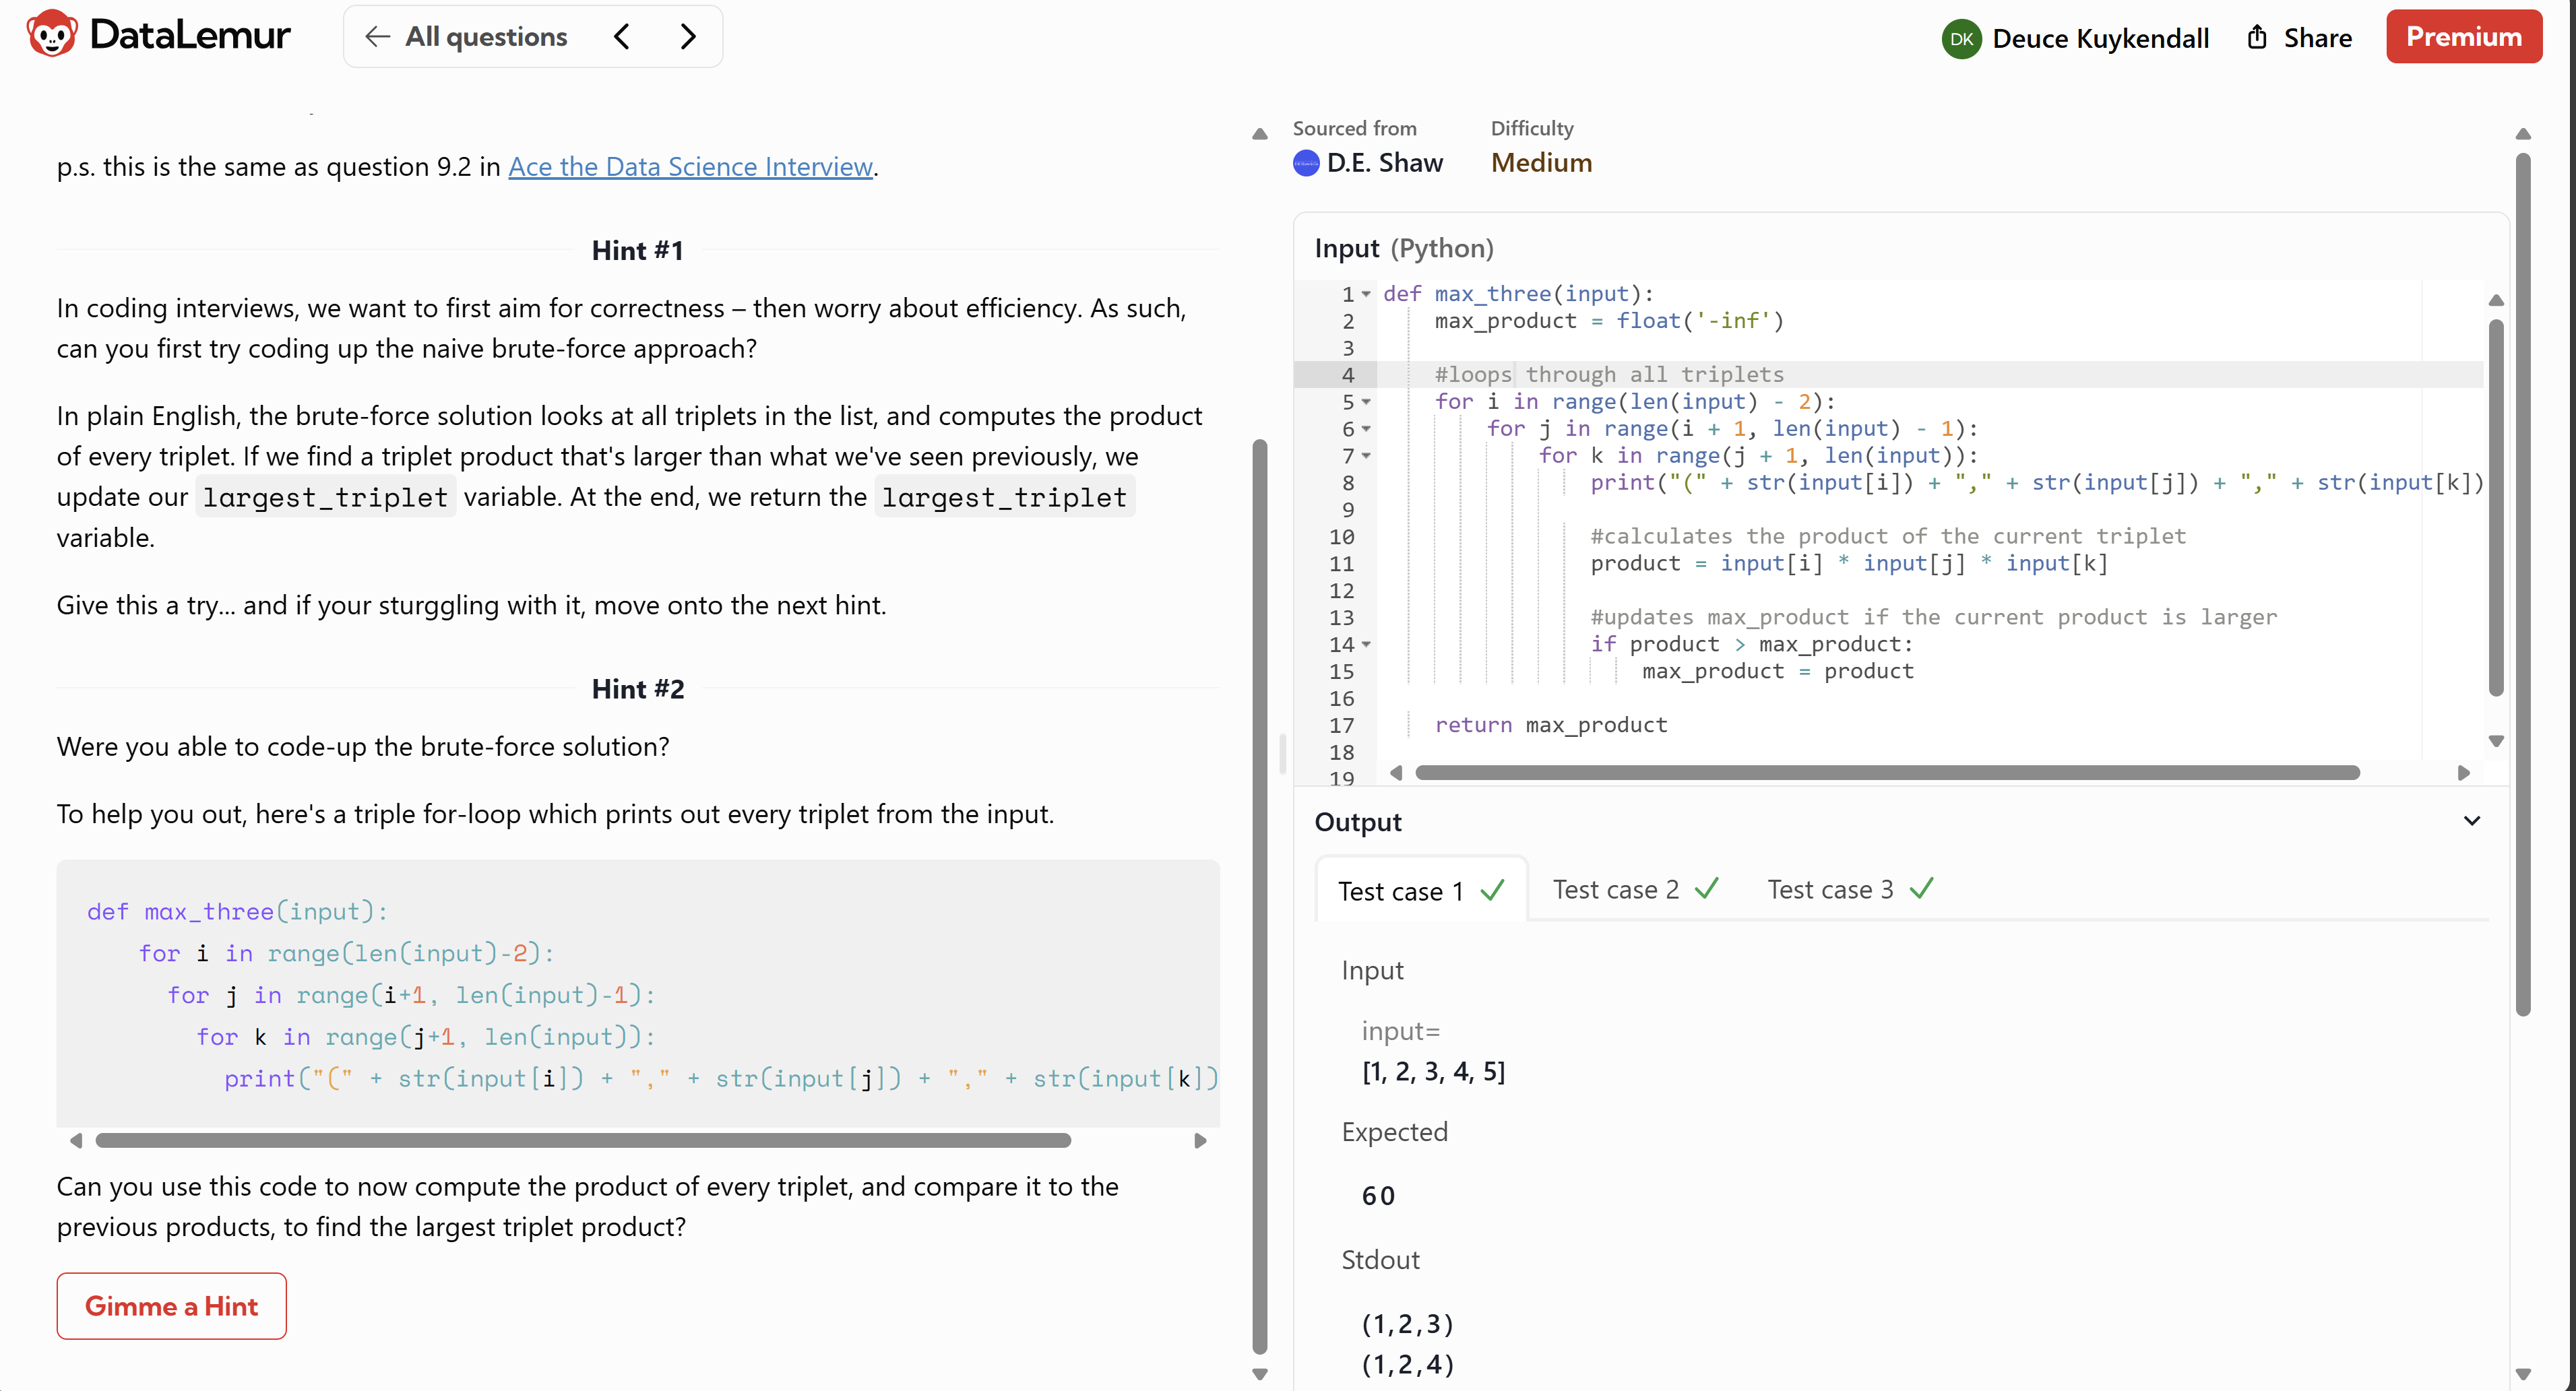 DataLemur
All questions
DK Deuce Kuykendall
Share
Premium
p.s. this is the same as question 9.2 in Ace the Data Science Interview.
Hint #1
In coding interviews, we want to first aim for correctness – then worry about efficiency. As such,
can you first try coding up the naive brute-force approach?
In plain English, the brute-force solution looks at all triplets in the list, and computes the product
of every triplet. If we find a triplet product that's larger than what we've seen previously, we
update our largest_triplet variable. At the end, we return the largest_triplet
variable.
Give this a try... and if your sturggling with it, move onto the next hint.
Hint #2
Were you able to code-up the brute-force solution?
To help you out, here's a triple for-loop which prints out every triplet from the input.
def max_three(input):
    for i in range(len(input)-2):
      for j in range(i+1, len(input)-1):
        for k in range(j+1, len(input)):
          print("(" + str(input[i]) + "," + str(input[j]) + "," + str(input[k])
Can you use this code to now compute the product of every triplet, and compare it to the
previous products, to find the largest triplet product?
Gimme a Hint
Sourced from
D.E. Shaw
Difficulty
Medium
Input (Python)
1 def max_three(input):
2     max_product = float('-inf')
3
4     #loops through all triplets
5     for i in range(len(input) - 2):
6         for j in range(i + 1, len(input) - 1):
7             for k in range(j + 1, len(input)):
8                 print("(" + str(input[i]) + "," + str(input[j]) + "," + str(input[k])
9
10                 #calculates the product of the current triplet
11                 product = input[i] * input[j] * input[k]
12
13                 #updates max_product if the current product is larger
14                 if product > max_product:
15                     max_product = product
16
17     return max_product
18
19
Output
Test case 1
Test case 2
Test case 3
Input
input=
[1, 2, 3, 4, 5]
Expected
60
Stdout
(1,2,3)
(1,2,4)